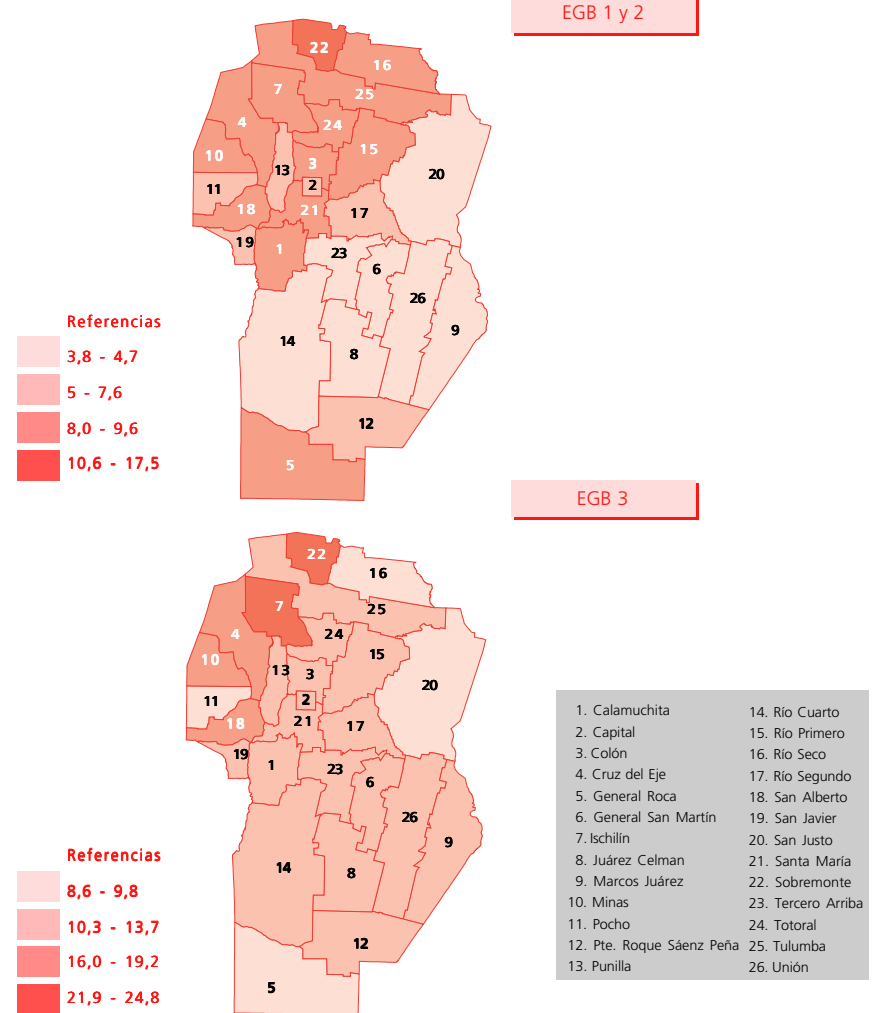 EGB 1 y 2
22
16
7
25
4
24
15
10
3
13
20
2
11
18
21
17
19
1
23
6
26
9
14
8
12
5
Referencias
3,8 - 4,7
5 - 7,6
8,0 - 9,6
10,6 - 17,5
EGB 3
22
16
7
25
4
24
15
10
13
3
20
11
2
18
21
17
19
1
23
6
26
9
14
8
12
5
Referencias
8,6 - 9,8
10,3 - 13,7
16,0 - 19,2
21,9 - 24,8
1. Calamuchita
2. Capital
3. Colón
4. Cruz del Eje
5. General Roca
6. General San Martín
7. Ischilín
8. Juárez Celman
9. Marcos Juárez
10. Minas
11. Pocho
12. Pte. Roque Sáenz Peña
13. Punilla
14. Río Cuarto
15. Río Primero
16. Río Seco
17. Río Segundo
18. San Alberto
19. San Javier
20. San Justo
21. Santa María
22. Sobremonte
23. Tercero Arriba
24. Totoral
25. Tulumba
26. Unión